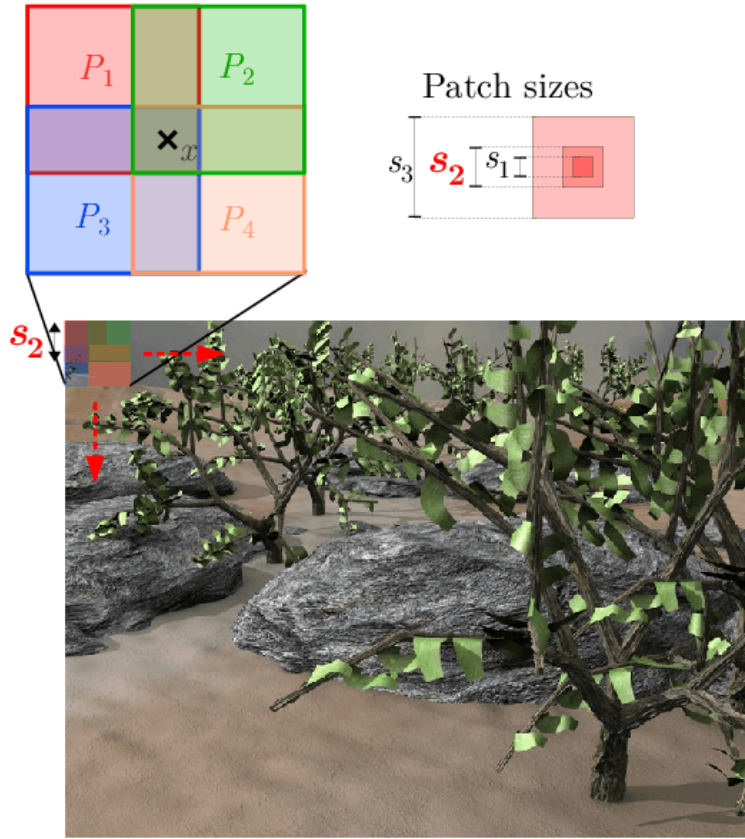 P₁ P₂
Patch sizes
x
s₃ s₂ s₁
P₃ P₄
s₂